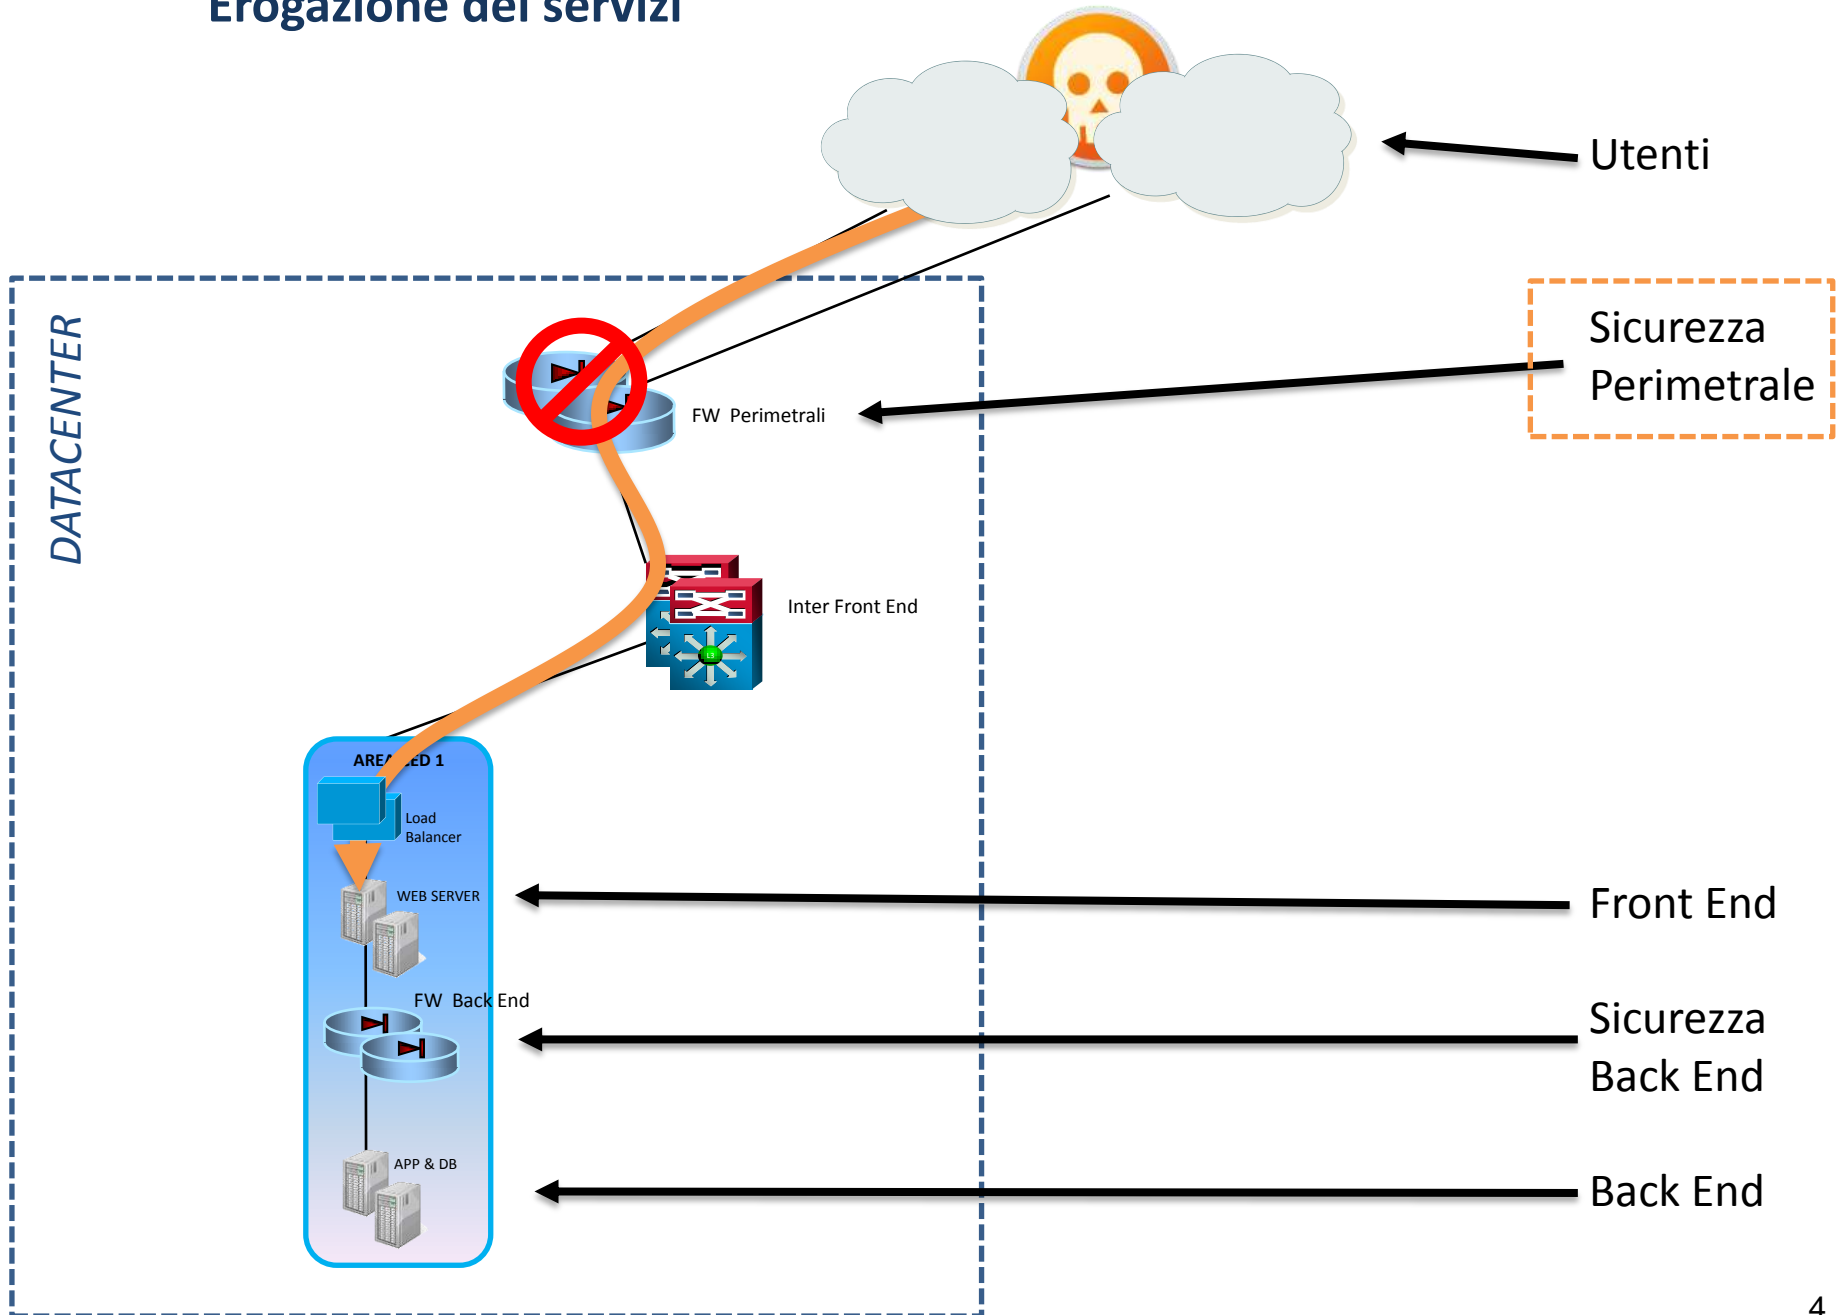 Erogazione dei servizi
Utenti
DATACENTER
Sicurezza
Perimetrale
FW Perimetrali
Inter Front End
Load
Balancer
WEB SERVER
Front End
FW Back End
Sicurezza
Back End
APP & DB
Back End
4